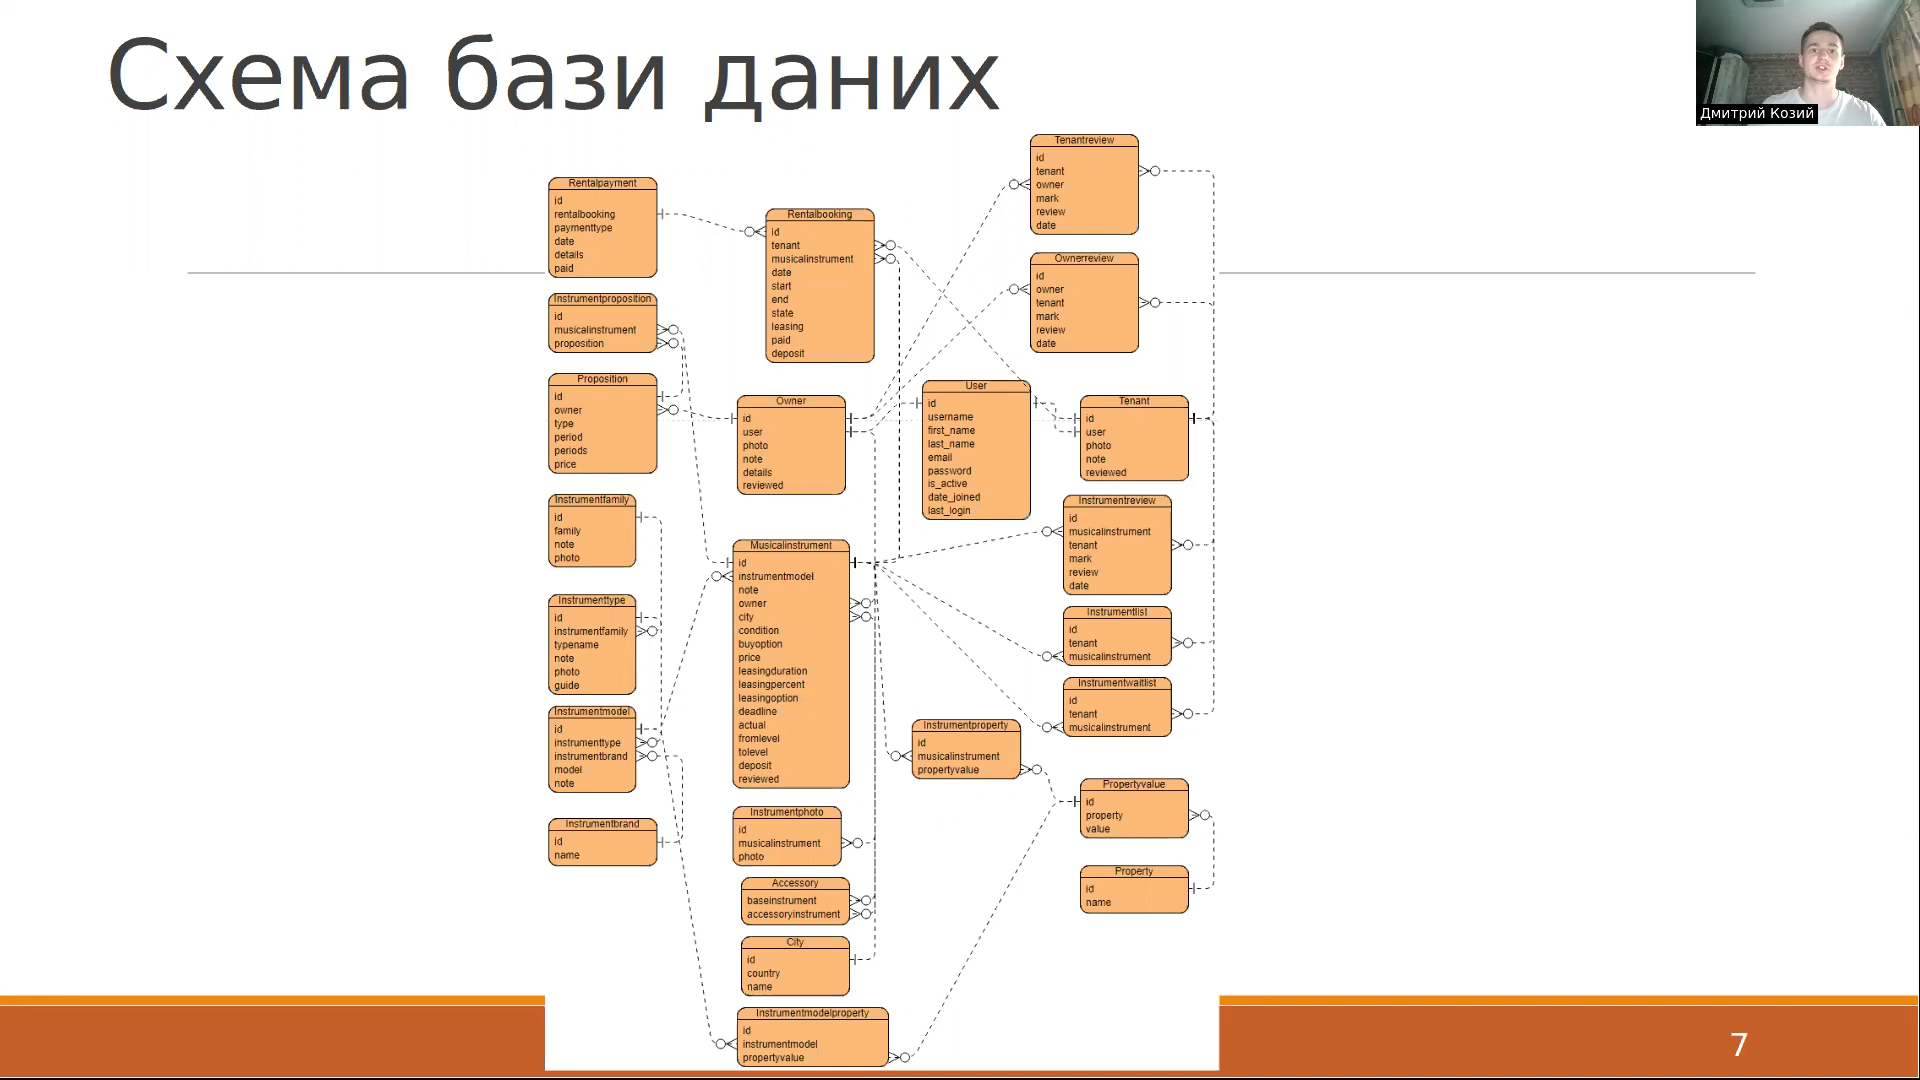 Схема бази даних
Дмитрий Козий
Rentalpayment
id
rentalbooking
paymenttype
date
details
paid
Instrumentproposition
id
musicalinstrument
proposition
Proposition
id
owner
type
period
periods
price
Instrumentfamily
id
family
note
photo
Instrumenttype
id
instrumentfamily
typename
note
photo
guide
Instrumentmodel
id
instrumenttype
instrumentbrand
model
note
Instrumentbrand
id
name
Rentalbooking
id
tenant
musicalinstrument
date
start
end
state
leasing
paid
deposit
Owner
id
user
photo
note
details
reviewed
Musicalinstrument
id
instrumentmodel
note
owner
city
condition
buyoption
price
leasingduration
leasingpercent
leasingoption
deadline
actual
fromlevel
tolevel
deposit
reviewed
Instrumentphoto
id
musicalinstrument
photo
Accessory
baseinstrument
accessoryinstrument
City
id
country
name
Instrumentmodelproperty
id
instrumentmodel
propertyvalue
User
id
username
first_name
last_name
email
password
is_active
date_joined
last_login
Instrumentproperty
id
musicalinstrument
propertyvalue
Tenantreview
id
tenant
owner
mark
review
date
Ownerreview
id
owner
tenant
mark
review
date
Tenant
id
user
photo
note
reviewed
Instrumentreview
id
musicalinstrument
tenant
mark
review
date
Instrumentlist
id
tenant
musicalinstrument
Instrumentwaitlist
id
tenant
musicalinstrument
Propertyvalue
id
property
value
Property
id
name
7